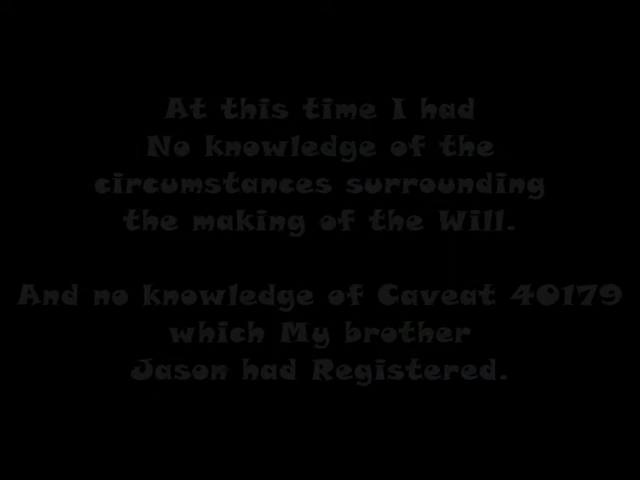 At this time I had
No knowledge of the
circumstances surrounding
the making of the Will.
And no knowledge of Caveat 40179
which My brother
Jason had Registered.